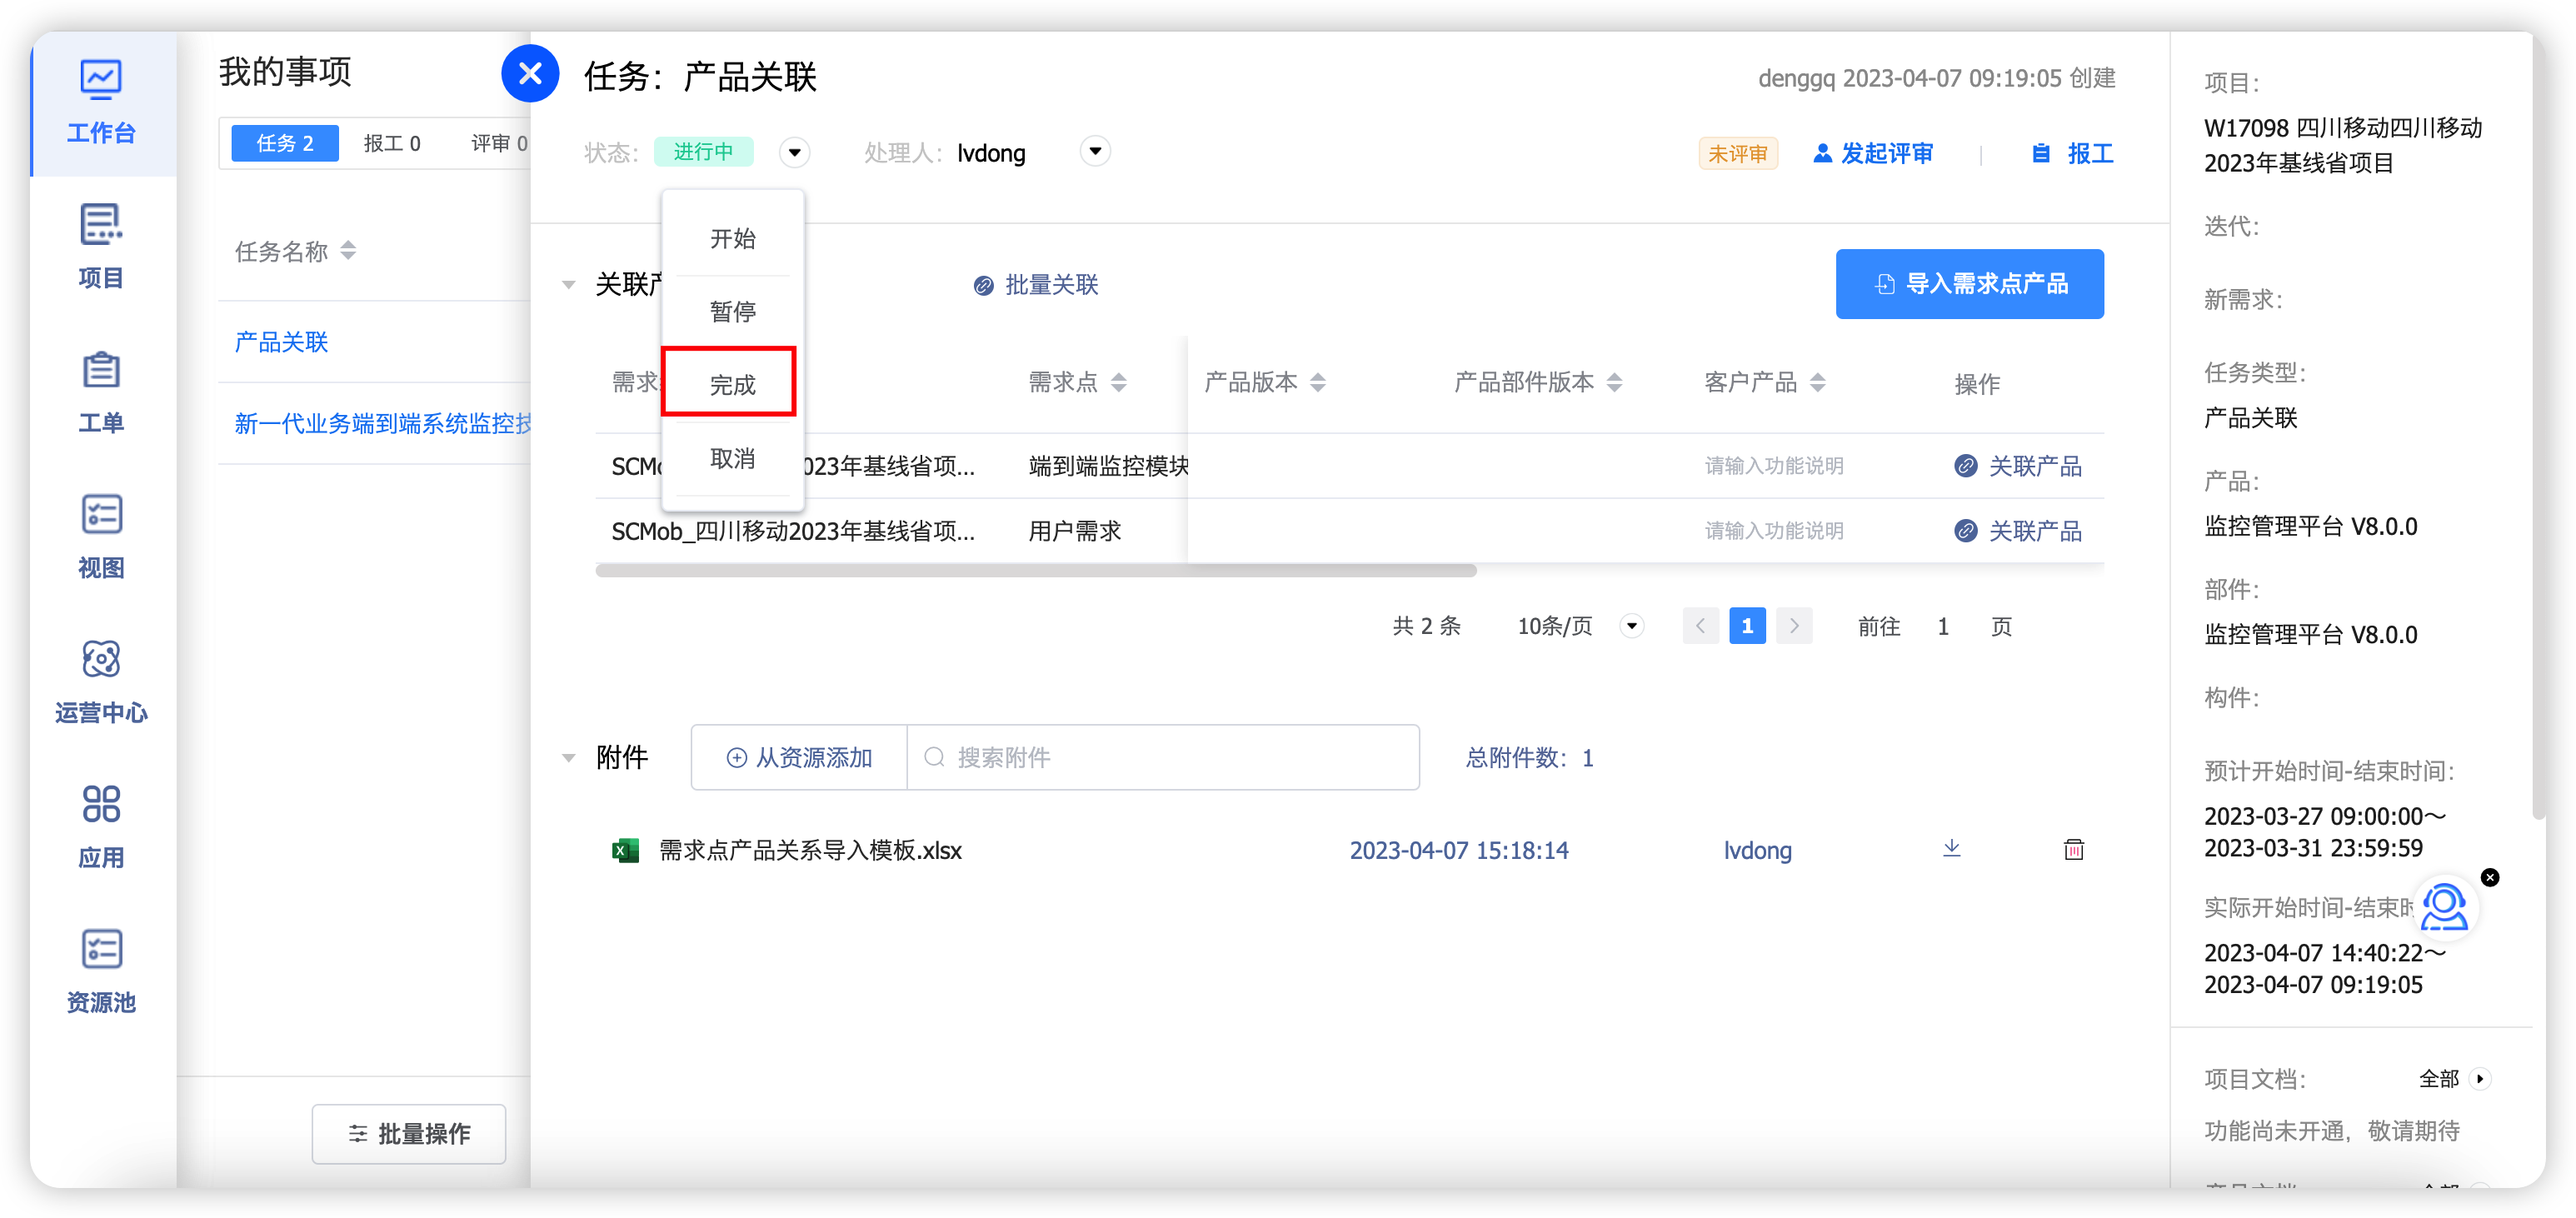 工作台
项目
工单
视图
运营中心
应用
资源池
我的事项
任务 2 报工 0 评审 0
任务名称
产品关联
新一代业务端到端系统监控
批量操作
任务：产品关联
denggq 2023-04-07 09:19:05 创建
状态： 进行中 处理人： lvdong
未评审 发起评审 | 报工
开始
暂停
完成
取消
关联 批量关联 导入需求点产品
需求 需求点 产品版本 产品部件版本 客户产品 操作
SCM 023年基线省项... 端到端监控模块 请输入功能说明 关联产品
SCMob_四川移动2023年基线省项... 用户需求 请输入功能说明 关联产品
共 2 条 10条/页 1 前往 1 页
附件 从资源添加 搜索附件 总附件数： 1
需求点产品关系导入模板.xlsx 2023-04-07 15:18:14 lvdong
项目：
W17098 四川移动四川移动
2023年基线省项目
迭代：
新需求：
任务类型：
产品关联
产品：
监控管理平台 V8.0.0
部件：
监控管理平台 V8.0.0
构件：
预计开始时间-结束时间：
2023-03-27 09:00:00～
2023-03-31 23:59:59
实际开始时间-结束
2023-04-07 14:40:22～
2023-04-07 09:19:05
项目文档： 全部
功能尚未开通，敬请期待